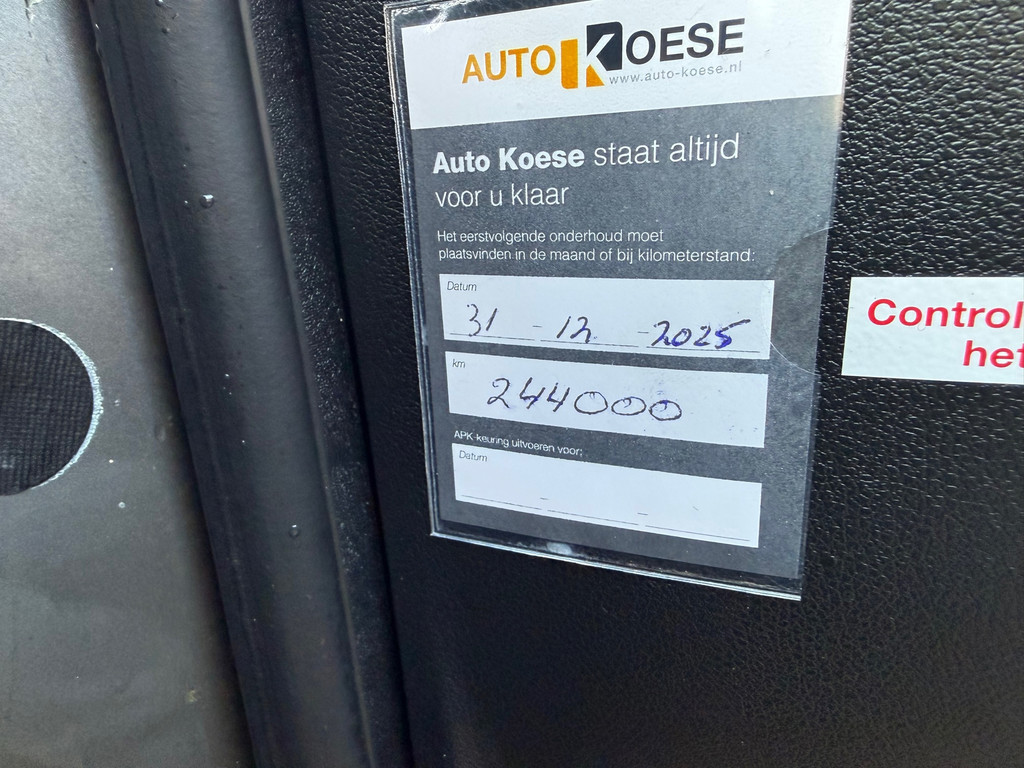 AUTO KOESE
www.auto-koese.nl
Auto Koese staat altijd
voor u klaar
Het eerstvolgende onderhoud moet
plaatsvinden in de maand of bij kilometerstand:
Datum
31 - 12 - 2025
km
244000
APK-keuring uitvoeren voor:
Datum
Control
het